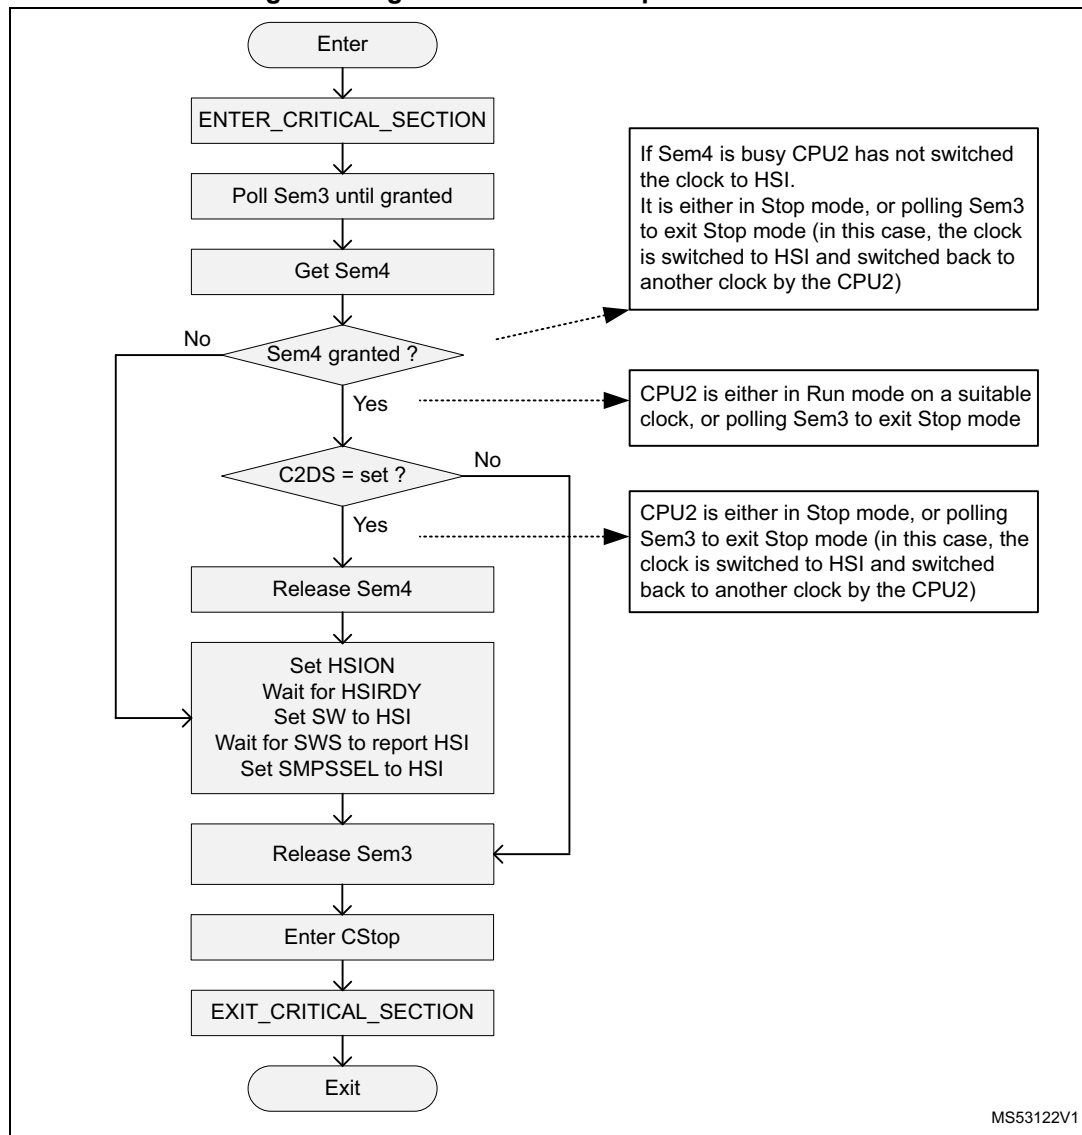 Enter
ENTER_CRITICAL_SECTION
Poll Sem3 until granted
Get Sem4
If Sem4 is busy CPU2 has not switched
the clock to HSI.
It is either in Stop mode, or polling Sem3
to exit Stop mode (in this case, the clock
is switched to HSI and switched back to
another clock by the CPU2)
No
Sem4 granted ?
Yes
CPU2 is either in Run mode on a suitable
clock, or polling Sem3 to exit Stop mode
C2DS = set ?
No
Yes
CPU2 is either in Stop mode, or polling
Sem3 to exit Stop mode (in this case, the
clock is switched to HSI and switched
back to another clock by the CPU2)
Release Sem4
Set HSION
Wait for HSIRDY
Set SW to HSI
Wait for SWS to report HSI
Set SMPSSEL to HSI
Release Sem3
Enter CStop
EXIT_CRITICAL_SECTION
Exit
MS53122V1